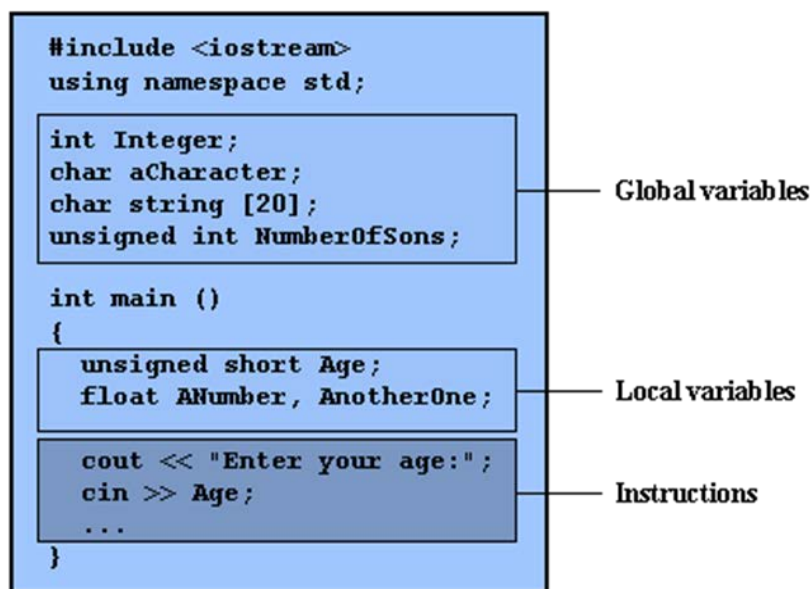 #include <iostream>
using namespace std;
int Integer;
char aCharacter;
char string [20];
unsigned int NumberOfSons;
Global variables
int main ()
{
unsigned short Age;
float ANumber, AnotherOne;
Local variables
cout << "Enter your age:";
cin >> Age;
...
Instructions
}